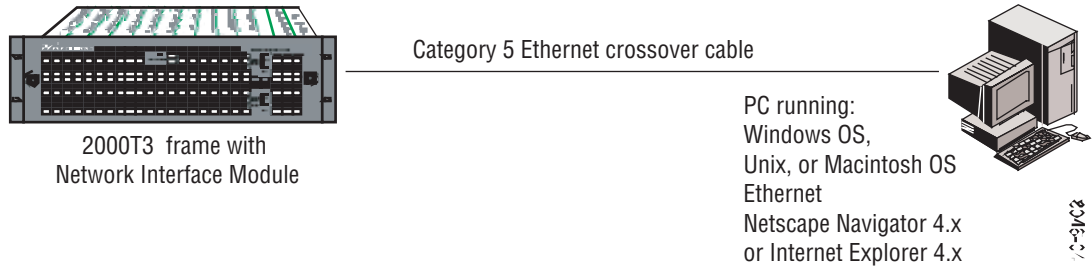 Category 5 Ethernet crossover cable
2000T3 frame with
Network Interface Module
PC running:
Windows OS,
Unix, or Macintosh OS
Ethernet
Netscape Navigator 4.x
or Internet Explorer 4.x